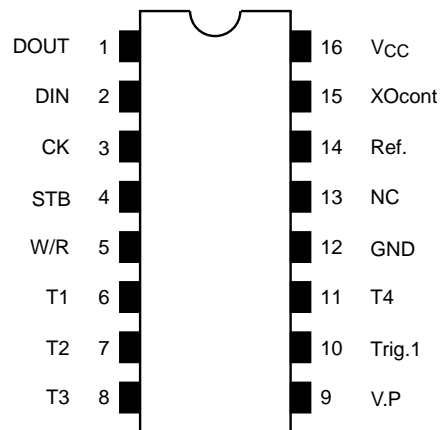 DOUT 1 16 VCC
DIN 2 15 XOcont
CK 3 14 Ref.
STB 4 13 NC
W/R 5 12 GND
T1 6 11 T4
T2 7 10 Trig.1
T3 8 9 V.P